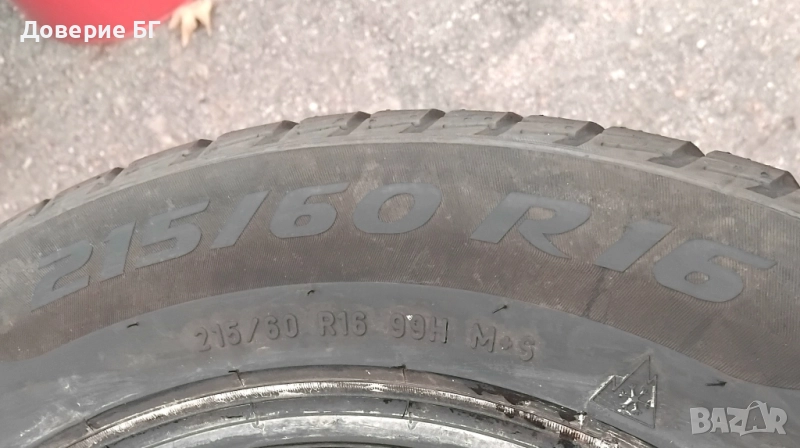 Доверие БГ
215/60 R16
215/60 R16 99H M+S
BAZAR